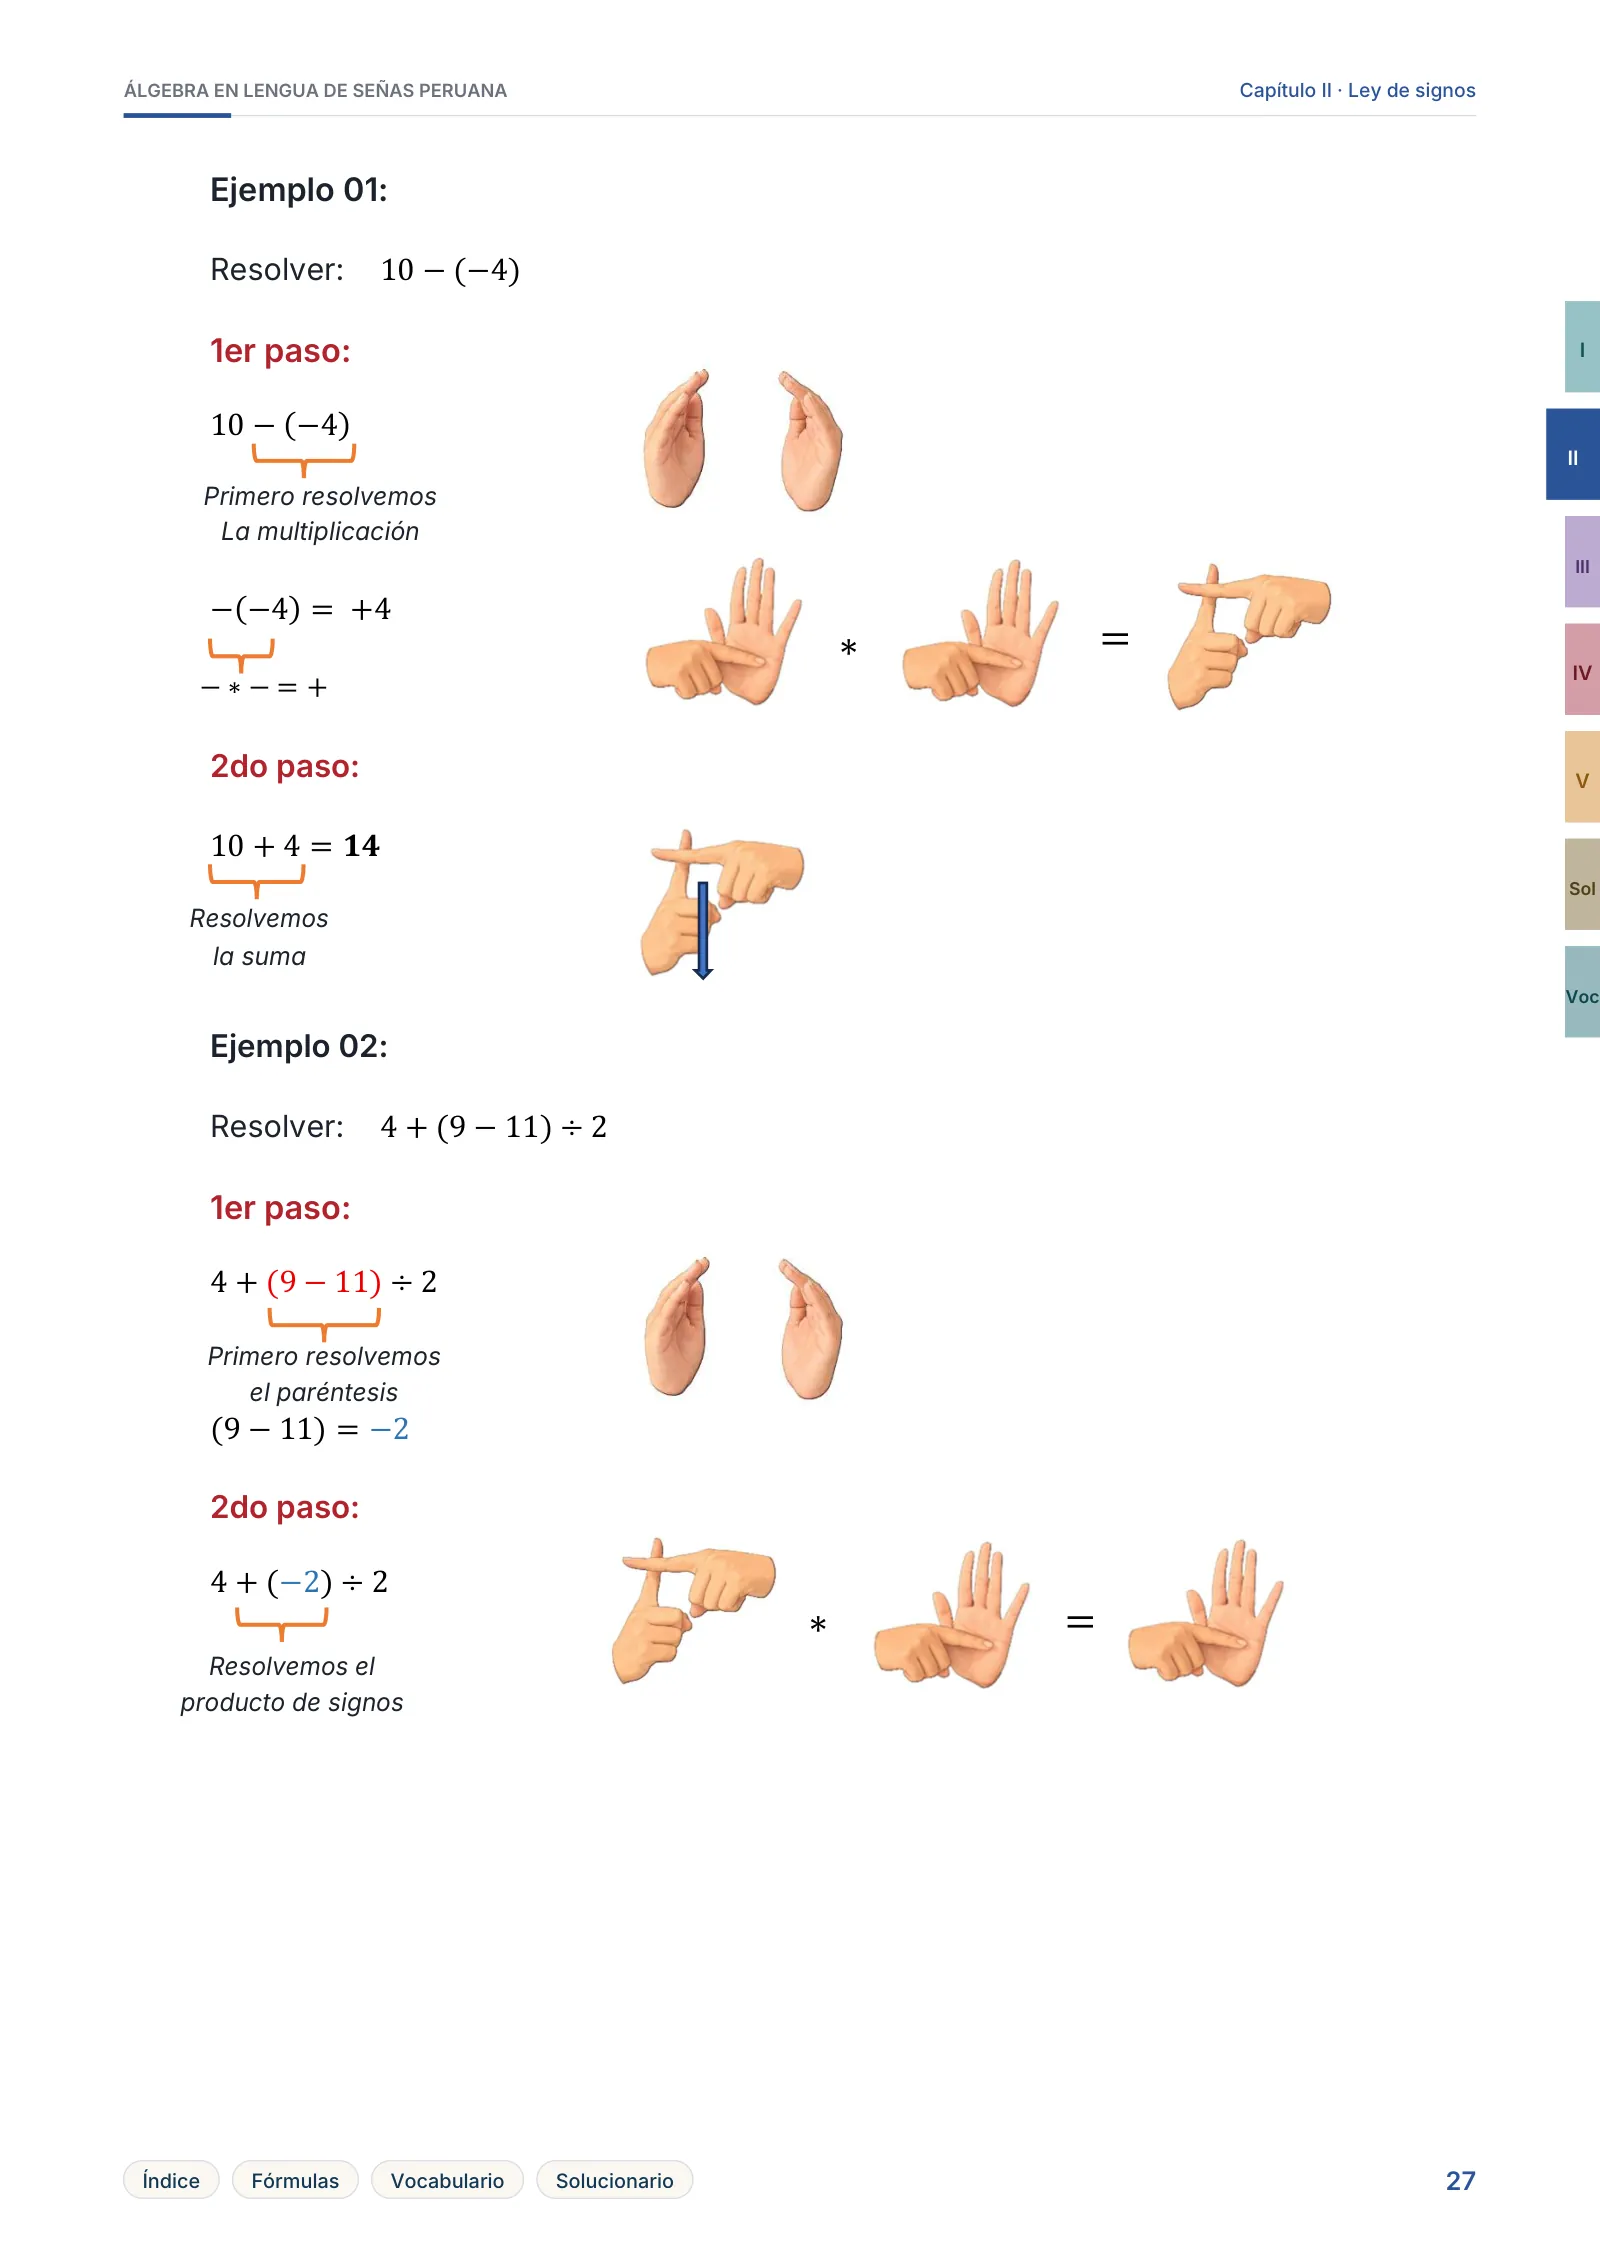 ÁLGEBRA EN LENGUA DE SEÑAS PERUANA
Capítulo II · Ley de signos
Ejemplo 01:
Resolver: 10 − (−4)
1er paso:
10 − (−4)
Primero resolvemos
La multiplicación
−(−4) = +4
∗
=
− ∗ − = +
2do paso:
10 + 4 = 14
Resolvemos
la suma
Ejemplo 02:
Resolver: 4 + (9 − 11) ÷ 2
1er paso:
4 + (9 − 11) ÷ 2
Primero resolvemos
el paréntesis
(9 − 11) = −2
2do paso:
4 + (−2) ÷ 2
∗
=
Resolvemos el
producto de signos
I
II
III
IV
V
Sol
Voc
Índice
Fórmulas
Vocabulario
Solucionario
27